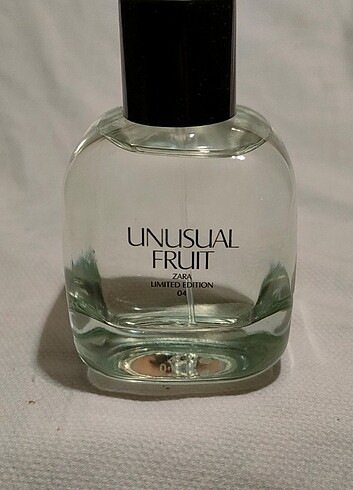 UNUSUAL
FRUIT
ZARA
LIMITED EDITION
04